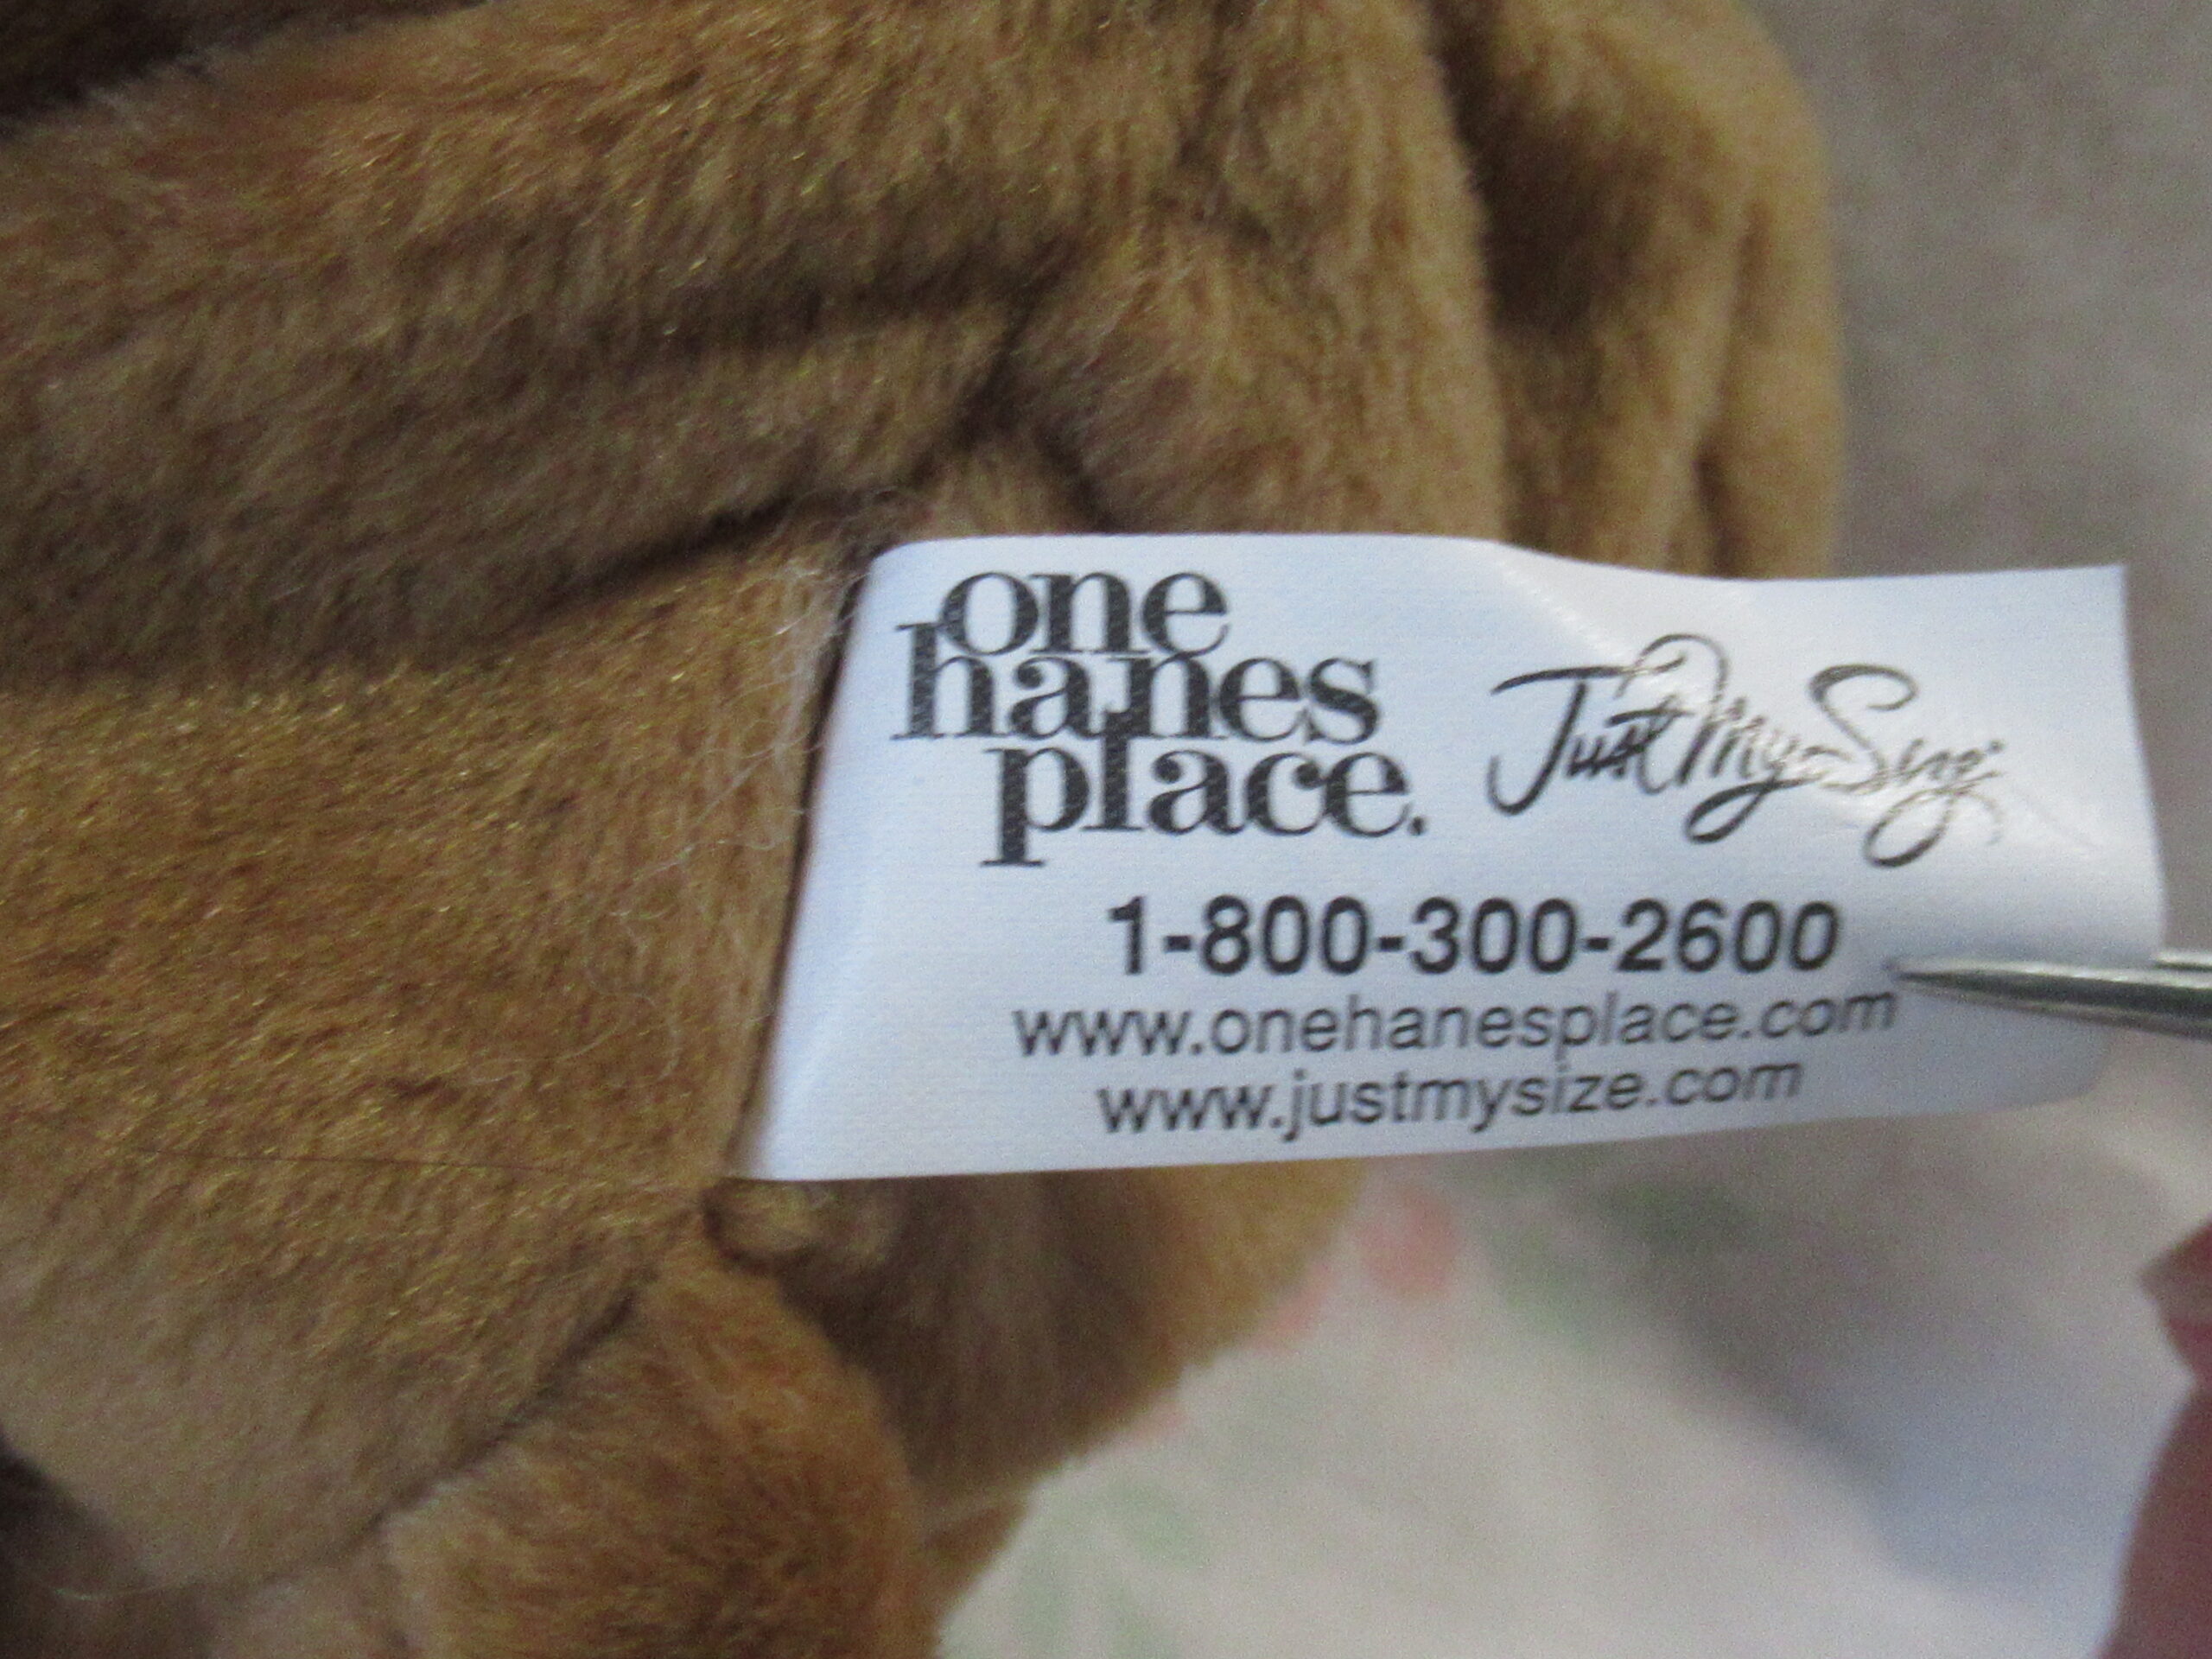 one
hanes
place.
Just My Size
1-800-300-2600
www.onehanesplace.com
www.justmysize.com